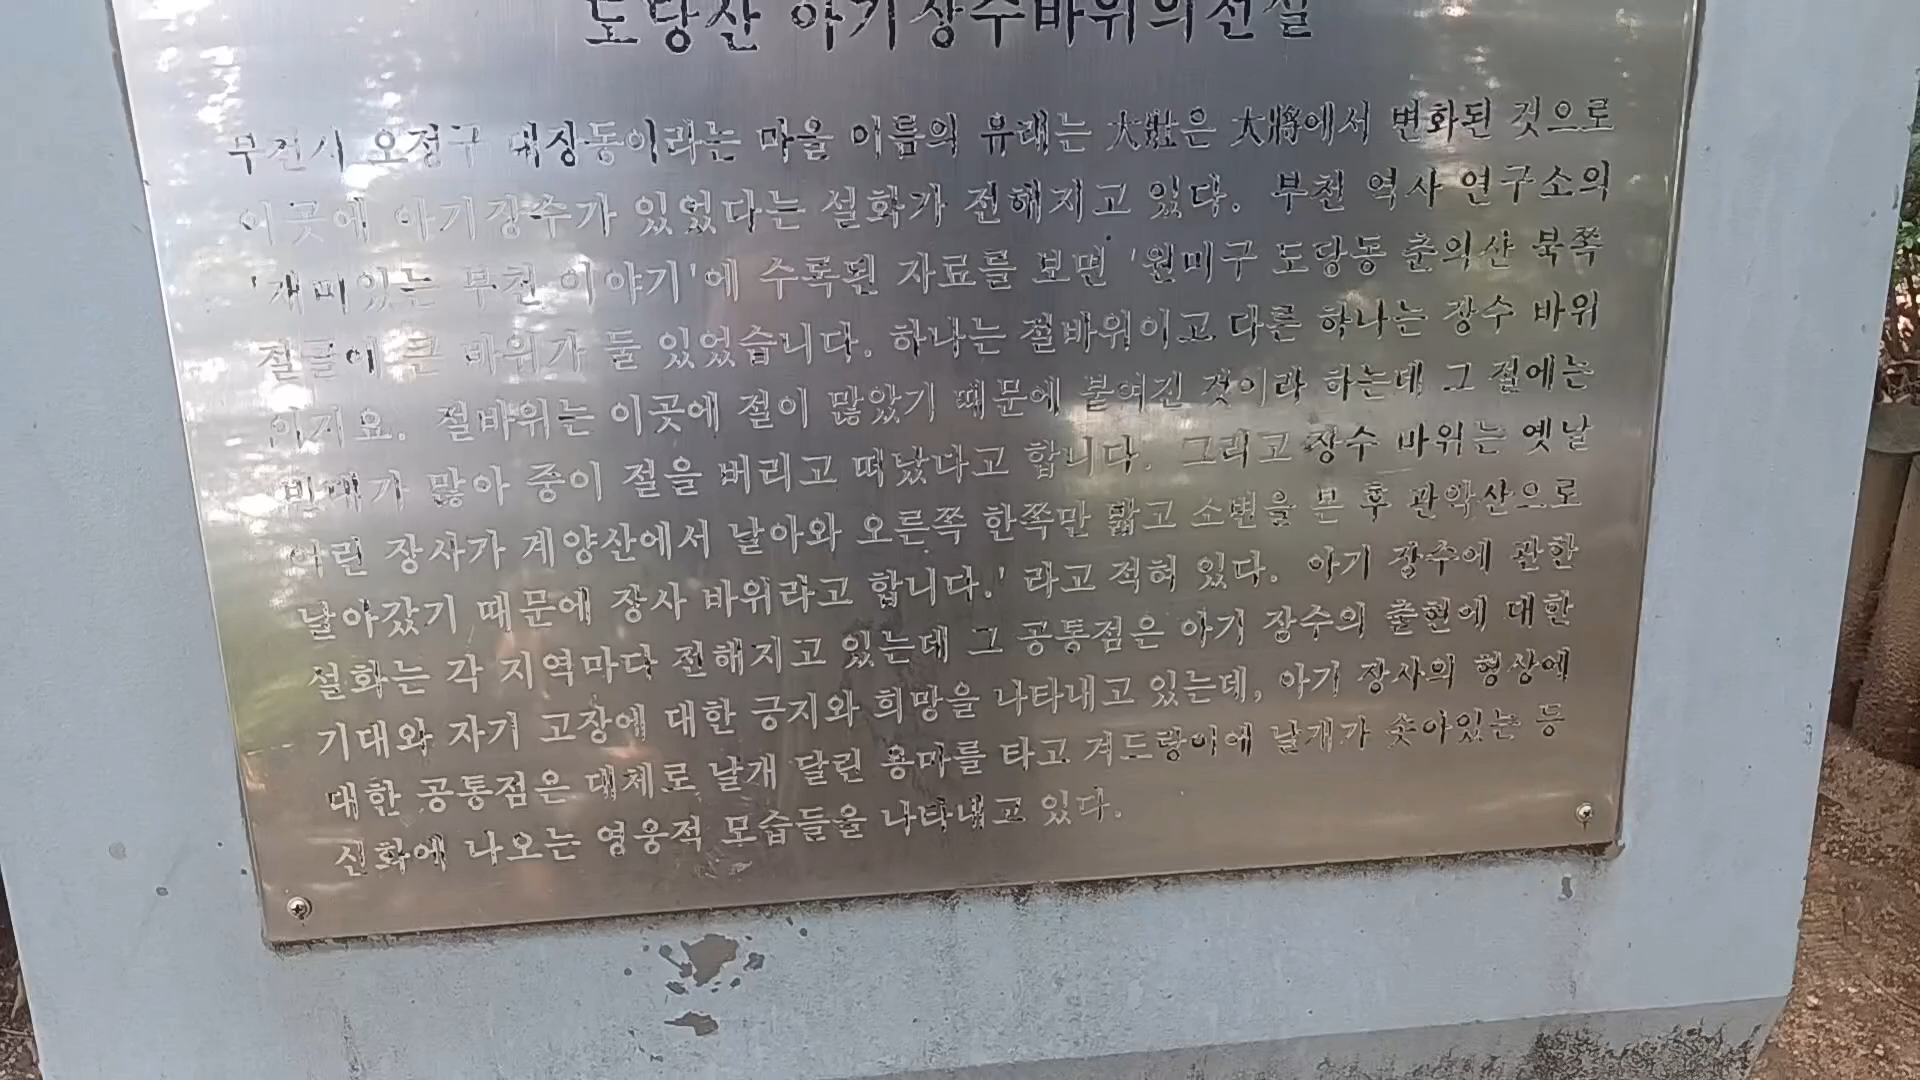 도당산 아기장수바위의전설
부천시 오정구 대장동이라는 마을 이름의 유래는 大壯은 大將에서 변화된 것으로
이곳에 아기장수가 있었다는 설화가 전해지고 있다. 부천 역사 연구소의
'재미있는 부천 이야기'에 수록된 자료를 보면 '원미구 도당동 춘의산 북쪽
절골에 큰 바위가 둘 있었습니다. 하나는 절바위이고 다른 하나는 장수 바위
이지요. 절바위는 이곳에 절이 많았기 때문에 붙여진 것이라 하는데 그 절에는
빈대가 많아 중이 절을 버리고 떠났다고 합니다. 그리고 장수 바위는 옛날
어린 장사가 계양산에서 날아와 오른쪽 한쪽만 밟고 소변을 본 후 관악산으로
날아갔기 때문에 장사 바위라고 합니다.' 라고 적혀 있다. 아기 장수에 관한
설화는 각 지역마다 전해지고 있는데 그 공통점은 아기 장수의 출현에 대한
기대와 자기 고장에 대한 긍지와 희망을 나타내고 있는데, 아기 장사의 형상에
대한 공통점은 대체로 날개 달린 용마를 타고 겨드랑이에 날개가 솟아있는 등
신화에 나오는 영웅적 모습들을 나타내고 있다.